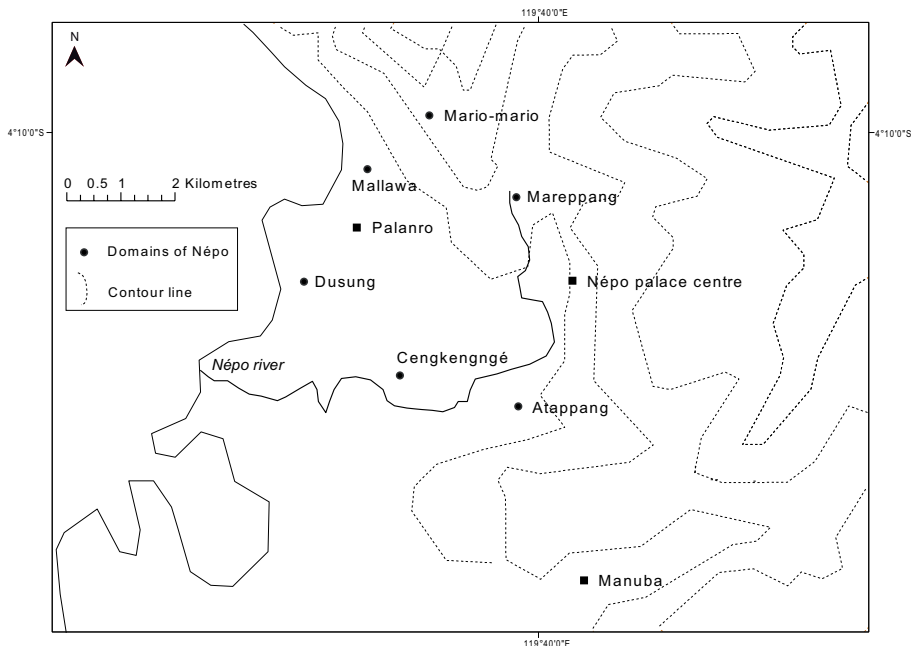 119°40'0"E
N
4°10'0"S
4°10'0"S
Mario-mario
0 0.5 1 2 Kilometres
Mallawa
Mareppang
Palanro
Domains of Népo
Contour line
Dusung
Népo palace centre
Népo river
Cengkengngé
Atappang
Manuba
119°40'0"E